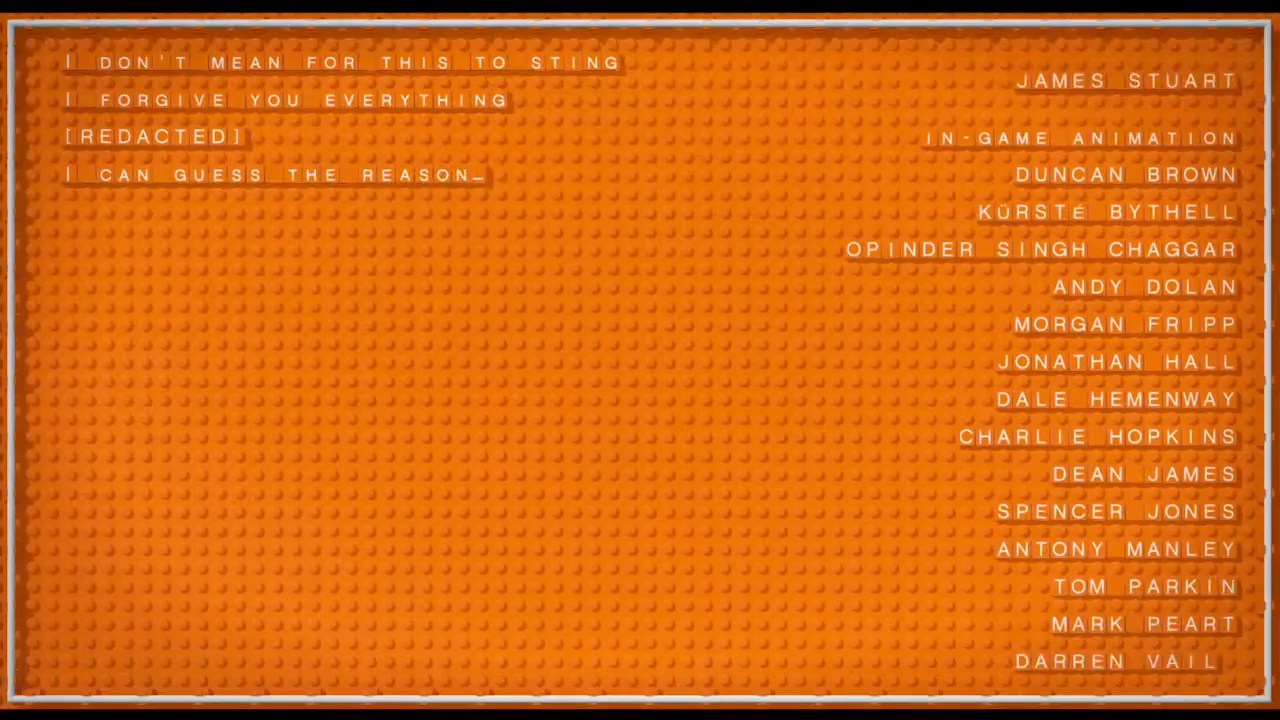 I DON'T MEAN FOR THIS TO STING
I FORGIVE YOU EVERYTHING
[REDACTED]
I CAN GUESS THE REASON_
JAMES STUART
IN-GAME ANIMATION
DUNCAN BROWN
KÜRSTÉ BYTHELL
OPINDER SINGH CHAGGAR
ANDY DOLAN
MORGAN FRIPP
JONATHAN HALL
DALE HEMENWAY
CHARLIE HOPKINS
DEAN JAMES
SPENCER JONES
ANTONY MANLEY
TOM PARKIN
MARK PEART
DARREN VAIL